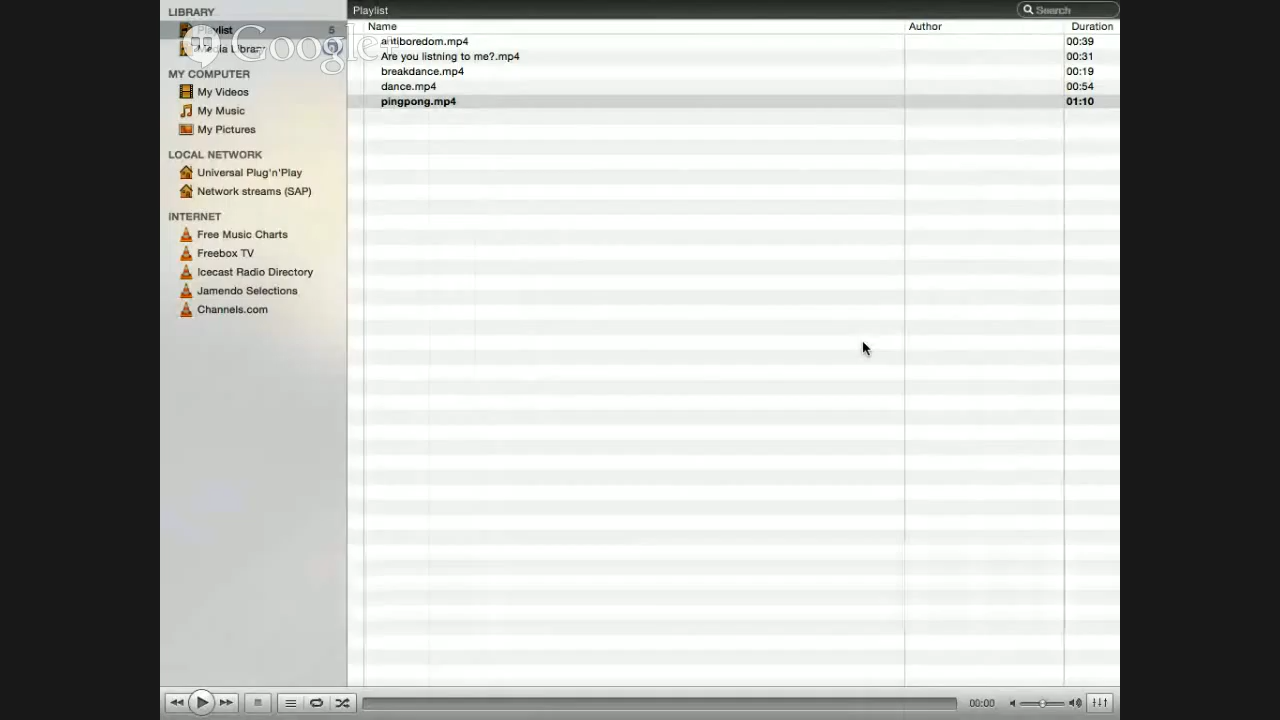 LIBRARY
Playlist 5
Media Library
MY COMPUTER
My Videos
My Music
My Pictures
LOCAL NETWORK
Universal Plug'n'Play
Network streams (SAP)
INTERNET
Free Music Charts
Freebox TV
Icecast Radio Directory
Jamendo Selections
Channels.com
Google+
Playlist Search
Name Author Duration
antiboredom.mp4 00:39
Are you listning to me?.mp4 00:31
breakdance.mp4 00:19
dance.mp4 00:54
pingpong.mp4 01:10
00:00